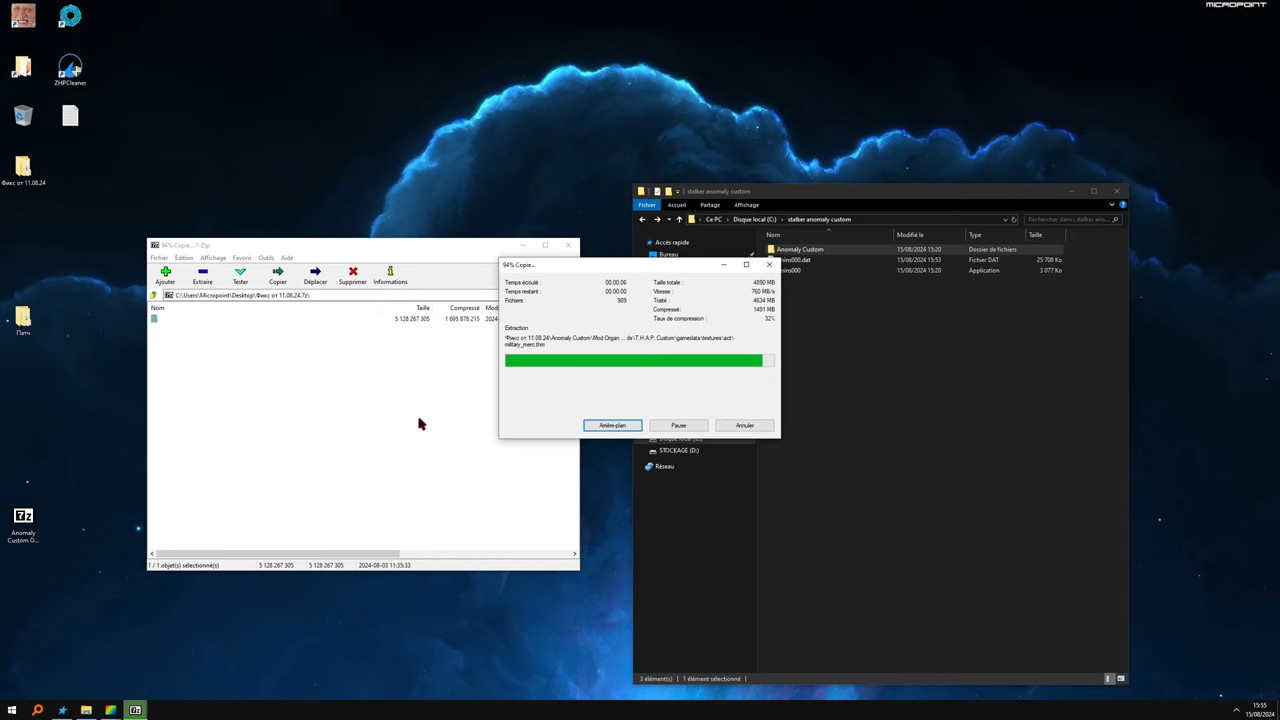 MICROPOINT
ZHPCleaner
Фикс от 11.08.24
Патч
7z
Anomaly
Custom O...
94% Copie... 7-Zip
Fichier Édition Affichage Favoris Outils Aide
Ajouter Extraire Tester Copier Déplacer Supprimer Informations
C:\Users\Micropoint\Desktop\Фикс от 11.08.24.7z\
Nom Taille Compressé Mod
5 128 267 305 1 695 878 215 2024-
1 / 1 objet(s) sélectionné(s) 5 128 267 305 5 128 267 305 2024-08-03 11:35:33
94% Copie...
Temps écoulé : 00:00:06 Taille totale : 4890 MB
Temps restant : 00:00:00 Vitesse : 760 MB/s
Fichiers: 989 Traité : 4634 MB
Compressé: 1491 MB
Taux de compression : 32%
Extraction
Фикс от 11.08.24\Anomaly Custom\Mod Organ ... ds\T.H.A.P. Custom\gamedata\textures\act\
military_merc.thm
Arrière-plan Pause Annuler
stalker anomaly custom
Fichier Accueil Partage Affichage
Ce PC Disque local (C:) stalker anomaly custom Rechercher dans : stalker ano...
Nom Modifié le Type Taille
Accès rapide
Bureau
Anomaly Custom 15/08/2024 15:20 Dossier de fichiers
nins000.dat 15/08/2024 15:53 Fichier DAT 25 708 Ko
nins000 15/08/2024 15:20 Application 3 077 Ko
Disque local (C:)
STOCKAGE (D:)
Réseau
3 élément(s) 1 élément sélectionné
7z
15:55
15/08/2024